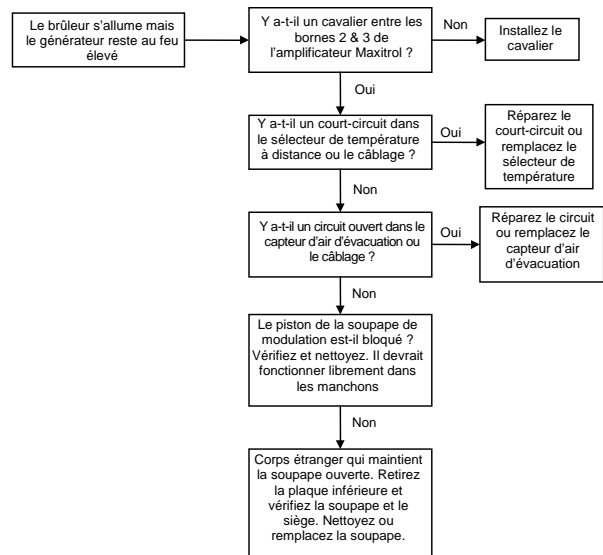 Le brûleur s'allume mais
le générateur reste au feu
élevé
Y a-t-il un cavalier entre les
bornes 2 & 3 de
l'amplificateur Maxitrol ?
Non
Installez le
cavalier
Oui
Y a-t-il un court-circuit dans
le sélecteur de température
à distance ou le câblage ?
Oui
Réparez le
court-circuit ou
remplacez le
sélecteur de
température
Non
Y a-t-il un circuit ouvert dans le
capteur d'air d'évacuation ou
le câblage ?
Oui
Réparez le circuit
ou remplacez le
capteur d'air
d'évacuation
Non
Le piston de la soupape de
modulation est-il bloqué ?
Vérifiez et nettoyez. Il devrait
fonctionner librement dans
les manchons
Non
Corps étranger qui maintient
la soupape ouverte. Retirez
la plaque inférieure et
vérifiez la soupape et le
siège. Nettoyez ou
remplacez la soupape.